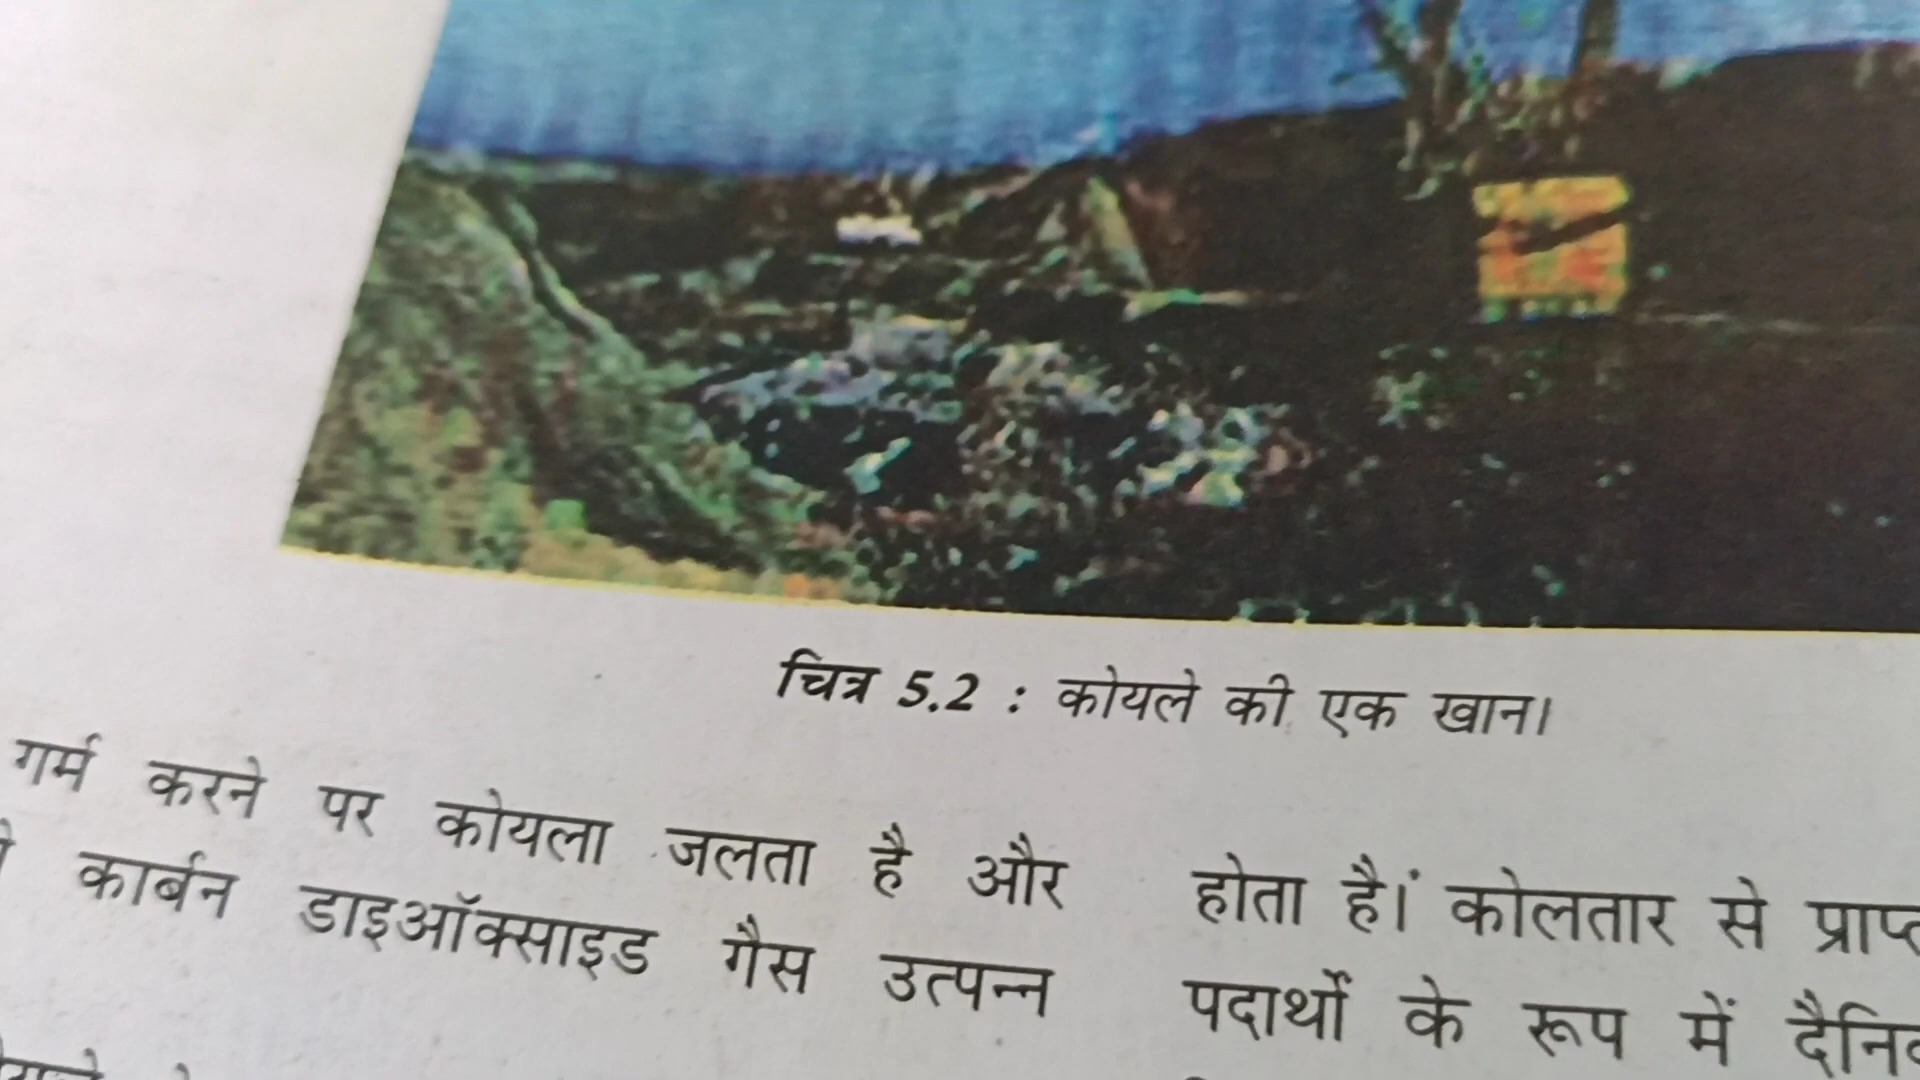 चित्र 5.2 : कोयले की एक खान।
गर्म करने पर कोयला जलता है और
कार्बन डाइऑक्साइड गैस उत्पन्न
होता हैं। कोलतार से
पदार्थों के रूप में